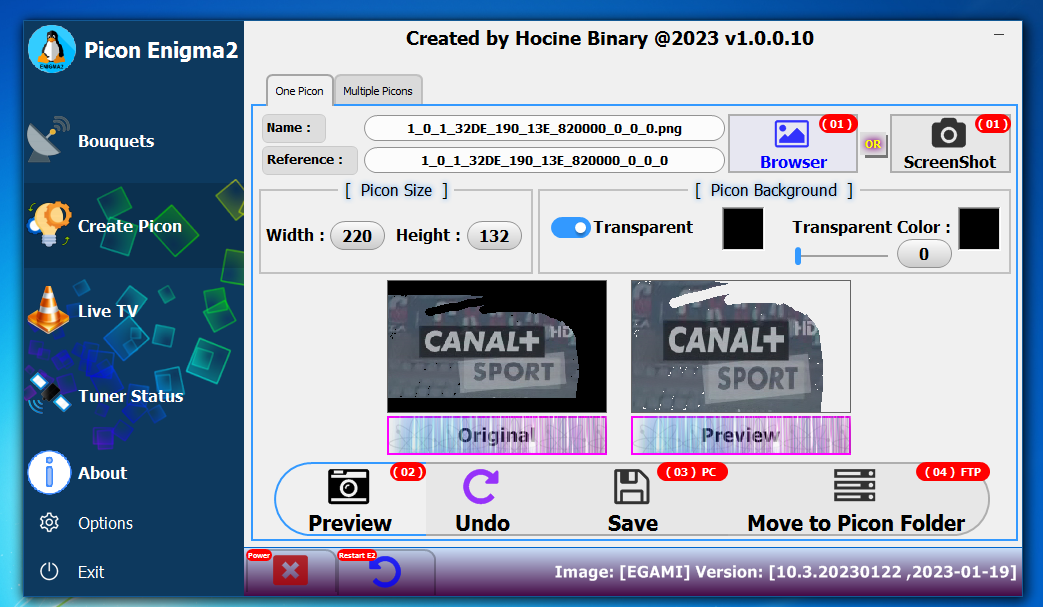 ENIGMA2
Picon Enigma2
Bouquets
Create Picon
Live TV
Tuner Status
About
Options
Exit
Created by Hocine Binary @2023 v1.0.0.10
One Picon
Multiple Picons
Name :
1_0_1_32DE_190_13E_820000_0_0_0.png
Reference :
1_0_1_32DE_190_13E_820000_0_0_0
( 01 )
Browser
OR
( 01 )
ScreenShot
[ Picon Size ]
Width : 220 Height : 132
[ Picon Background ]
Transparent
Transparent Color :
0
CANAL+ HD
SPORT
Original
CANAL+ HD
SPORT
Preview
( 02 )
Preview
Undo
( 03 ) PC
Save
( 04 ) FTP
Move to Picon Folder
Power
Restart E2
Image: [EGAMI] Version: [10.3.20230122 ,2023-01-19]